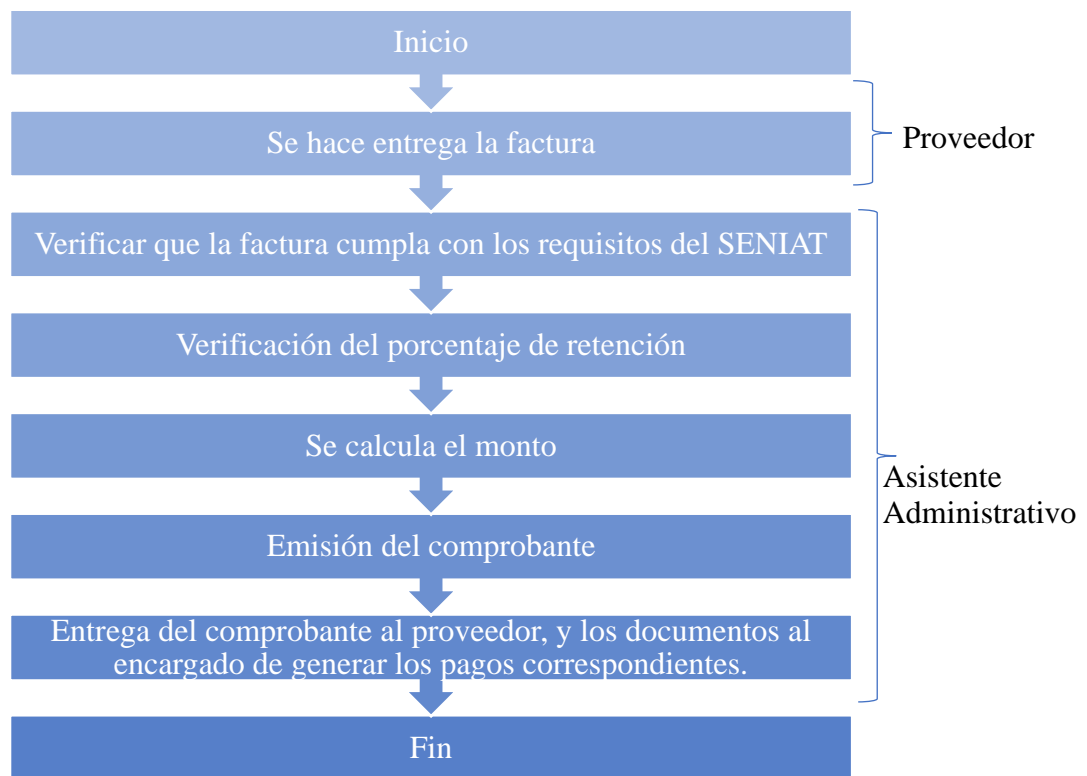 Inicio
Se hace entrega la factura
Proveedor
Verificar que la factura cumpla con los requisitos del SENIAT
Verificación del porcentaje de retención
Se calcula el monto
Asistente
Administrativo
Emisión del comprobante
Entrega del comprobante al proveedor, y los documentos al
encargado de generar los pagos correspondientes.
Fin